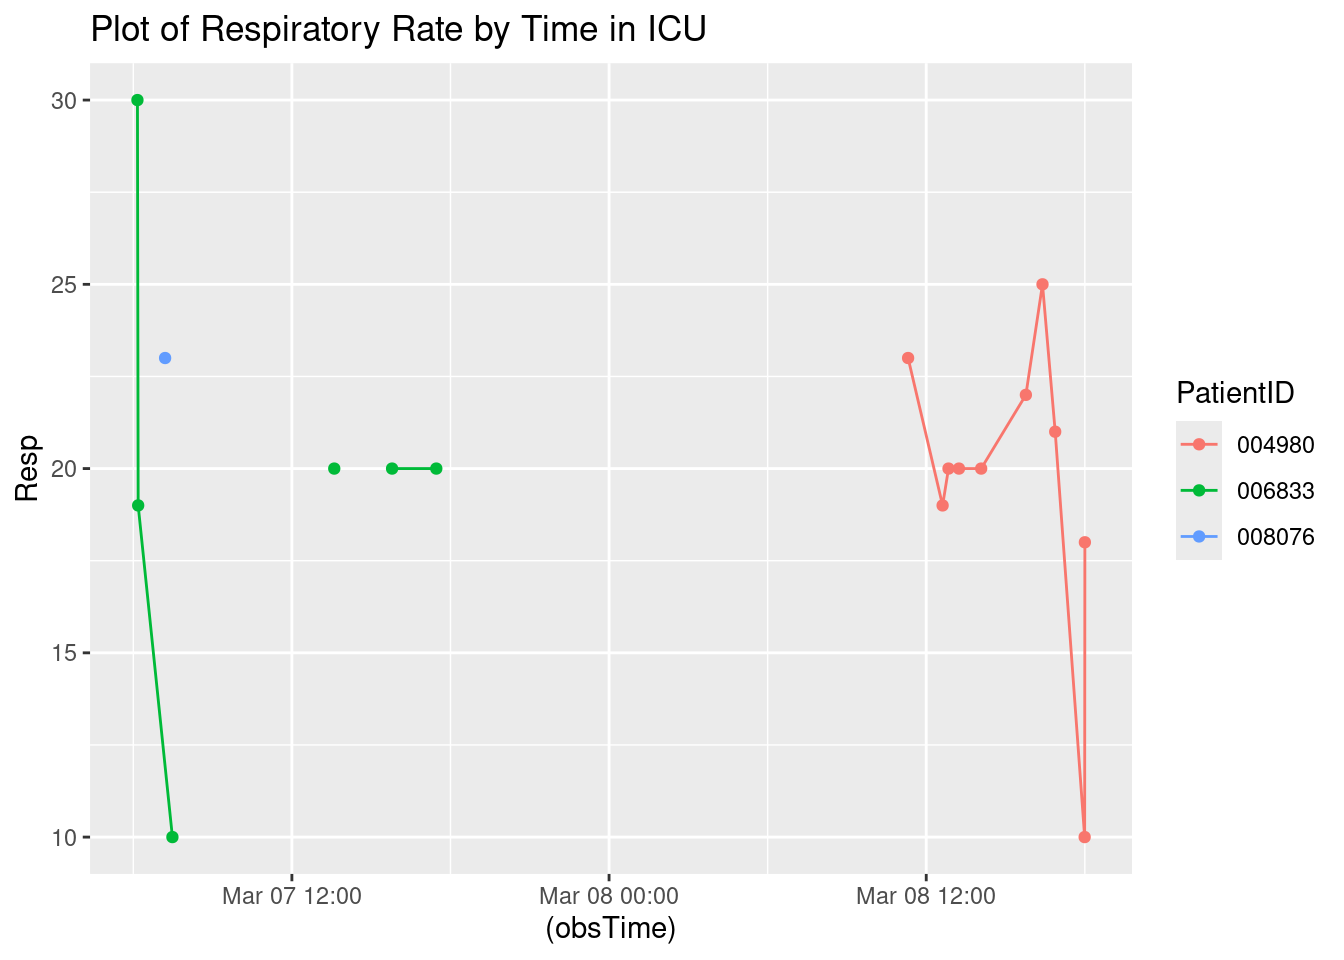 Plot of Respiratory Rate by Time in ICU
30
25
20
15
10
Resp
Mar 07 12:00
Mar 08 00:00
Mar 08 12:00
(obsTime)
PatientID
004980
006833
008076